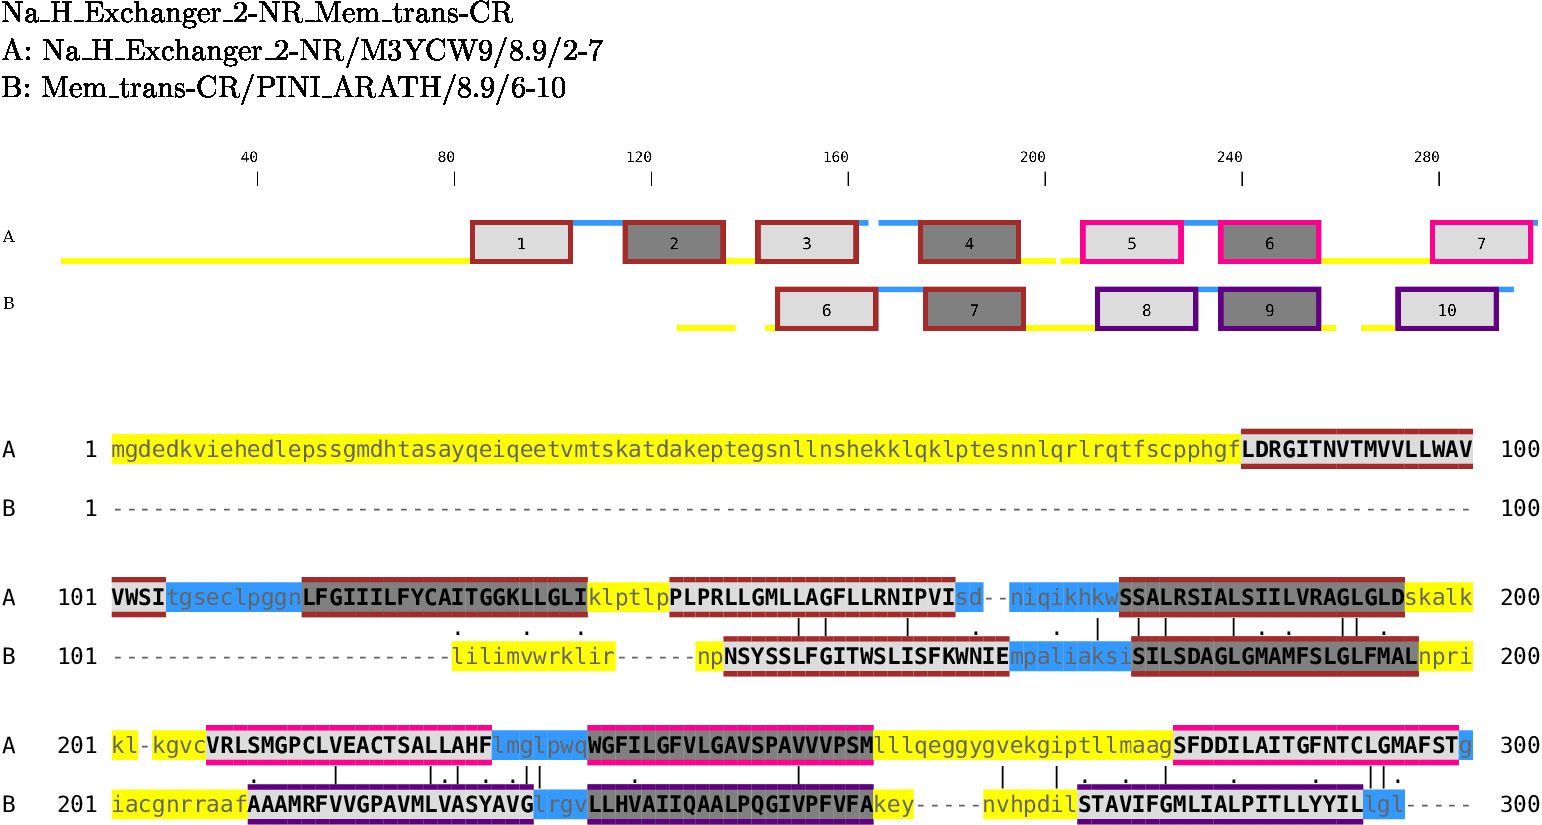 Na_H_Exchanger_2-NR_Mem_trans-CR
A: Na_H_Exchanger_2-NR/M3YCW9/8.9/2-7
B: Mem_trans-CR/PINI_ARATH/8.9/6-10
40 80 120 160 200 240 280
A 1 2 3 4 5 6 7
B 6 7 8 9 10
A 1 mgdedkviehedlepssgmdhtasayqeiqeetvmtskatdakeptegsnllnshekklqklptesnnlqrlrqtfscpphgfLDRGITNVTMVVLLWAV 100
B 1 ---------------------------------------------------------------------------------------------------- 100
A 101 VWSItgseclpggnLFGIIILFYCAITGGKLLGLIklptlpPLPRLLGMLLAGFLLRNIPVIsd--niqikhkwSSALRSIALSIILVRAGLGLDskalk 200
. . . | | | . . | | | | . . | | .
B 101 -------------------------lilimvwrklir------npNSYSSLFGITWSLISFKWNIEmpaliaksiSILSDAGLGMAMFSLGLFMALnpri 200
A 201 kl-kgvcVRLSMGPCLVEACTSALLAHFlmglpwqWGFILGFVLGAVSPAVVVPSMlllqeggygvekgiptllmaagSFDDILAITGFNTCLGMAFSTg 300
. | | . | . . | | . | | | . . | . . | | .
B 201 iacgnrraafAAAMRFVVGPAVMLVASYAVGlrgvLLHVAIIQAALPQGIVPFVFAkey-----nvhpdilSTAVIFGMLIALPITLLYYILlgl----- 300